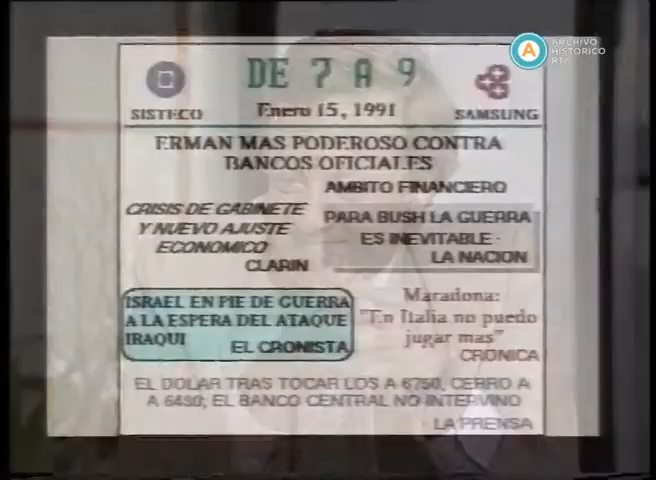 ARCHIVO
HISTORICO
RTA
A
DE 7 A 9
SISTECO
Enero 15, 1991
SAMSUNG
ERMAN MAS PODEROSO CONTRA
BANCOS OFICIALES
AMBITO FINANCIERO
CRISIS DE GABINETE
Y NUEVO AJUSTE
ECONOMICO
CLARIN
PARA BUSH LA GUERRA
ES INEVITABLE -
LA NACION
ISRAEL EN PIE DE GUERRA
A LA ESPERA DEL ATAQUE
IRAQUI
EL CRONISTA
Maradona:
"En Italia no puedo
jugar mas"
CRONICA
EL DOLAR TRAS TOCAR LOS A 6750, CERRO A
A 6430; EL BANCO CENTRAL NO INTERVINO
LA PRENSA